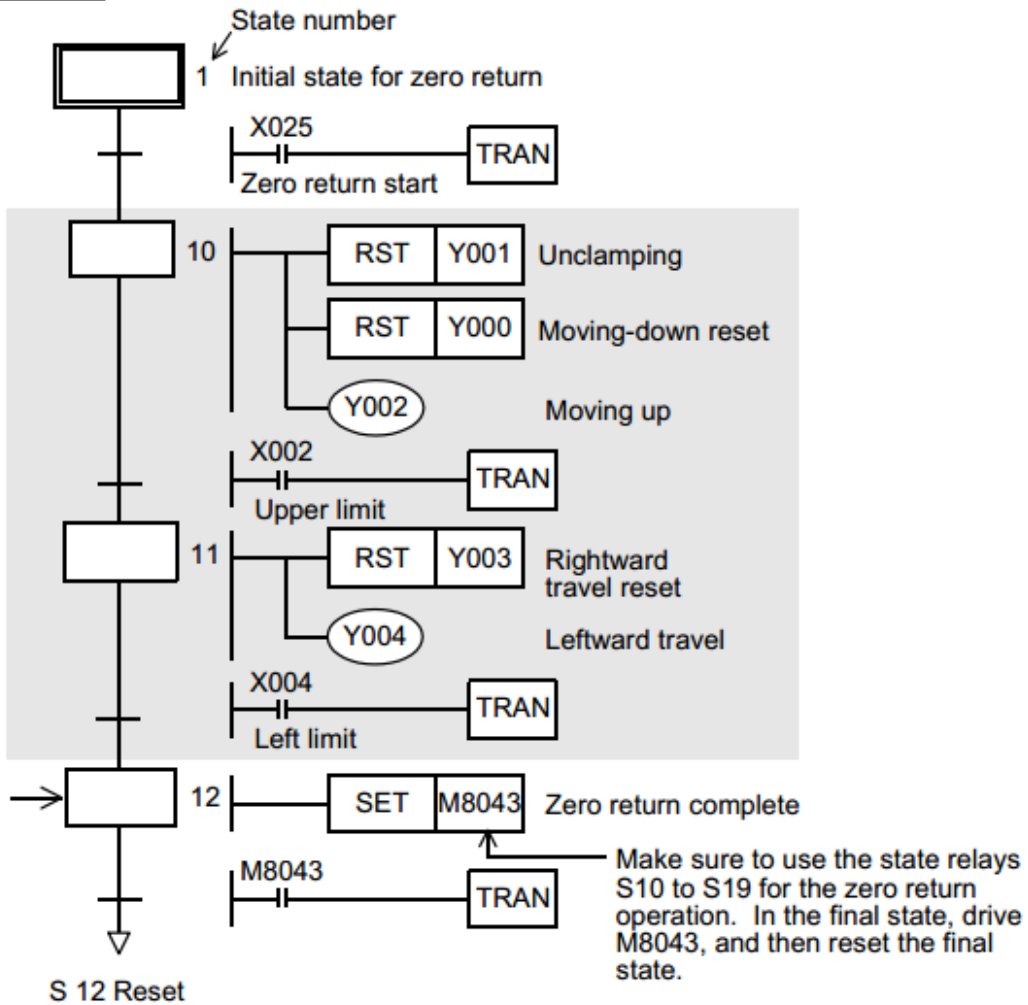 State number
1 Initial state for zero return
X025
TRAN
Zero return start
10 RST Y001 Unclamping
RST Y000 Moving-down reset
Y002 Moving up
X002
TRAN
Upper limit
11 RST Y003 Rightward
travel reset
Y004 Leftward travel
X004
TRAN
Left limit
12 SET M8043 Zero return complete
M8043
TRAN
Make sure to use the state relays
S10 to S19 for the zero return
operation. In the final state, drive
M8043, and then reset the final
state.
S 12 Reset